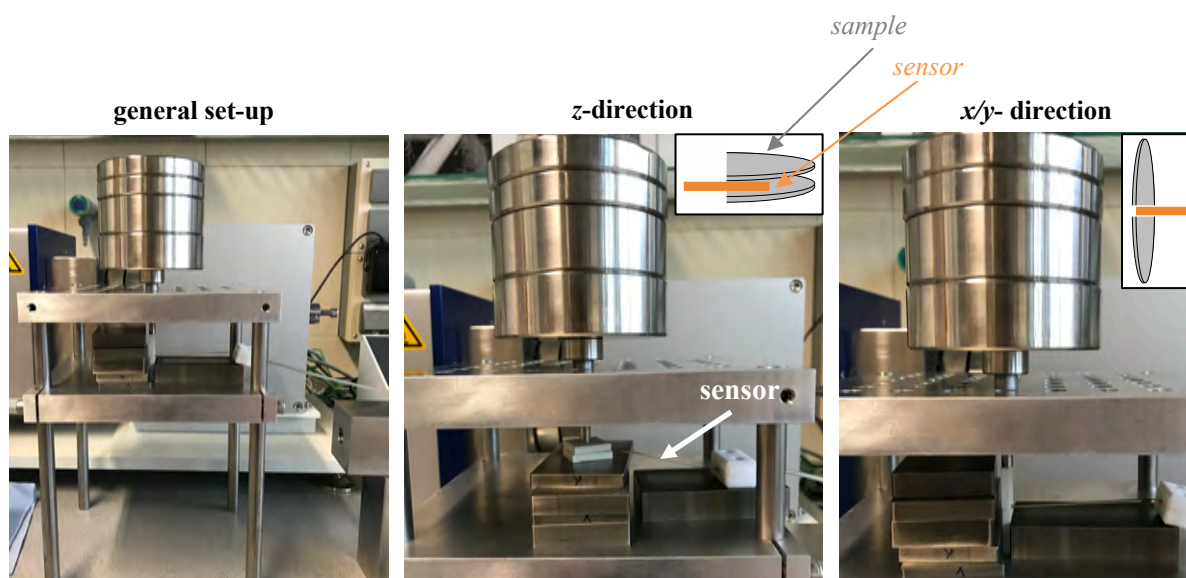 sample
sensor
general set-up
z-direction
x/y- direction
sensor
y